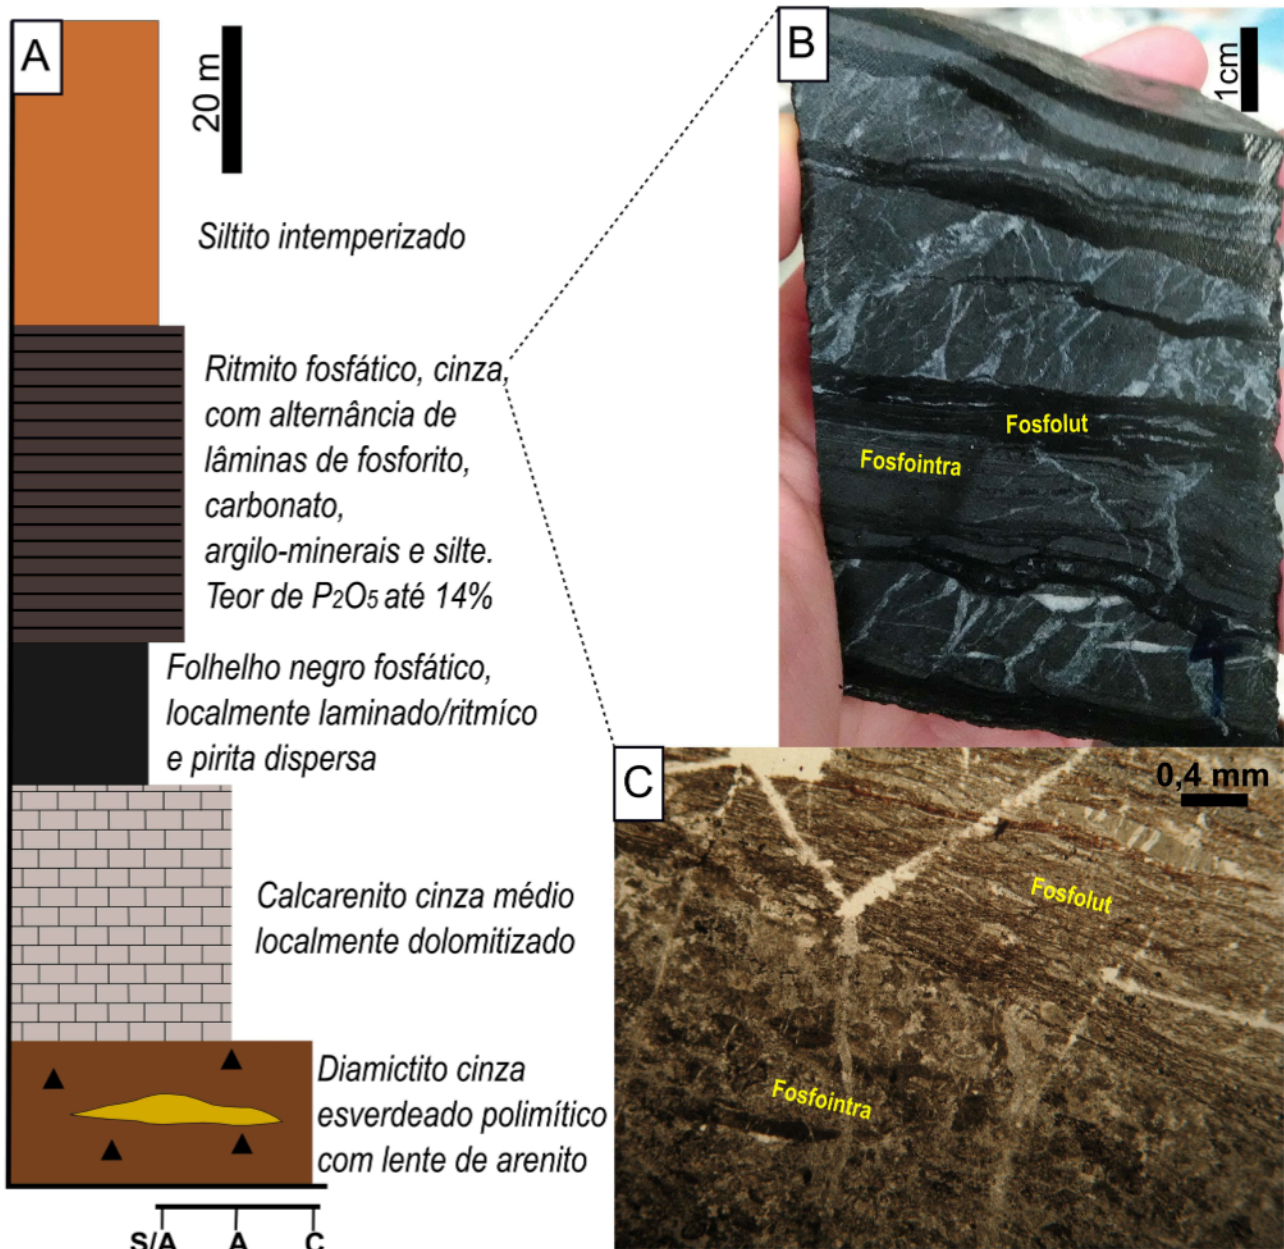 A
20 m
Siltito intemperizado
Ritmito fosfático, cinza,
com alternância de
lâminas de fosforito,
carbonato,
argilo-minerais e silte.
Teor de P2O5 até 14%
Folhelho negro fosfático,
localmente laminado/ritmíco
e pirita dispersa
Calcarenito cinza médio
localmente dolomitizado
Diamictito cinza
esverdeado polimítico
com lente de arenito
S/A A C
B
1cm
Fosfolut
Fosfointra
C
0,4 mm
Fosfolut
Fosfointra